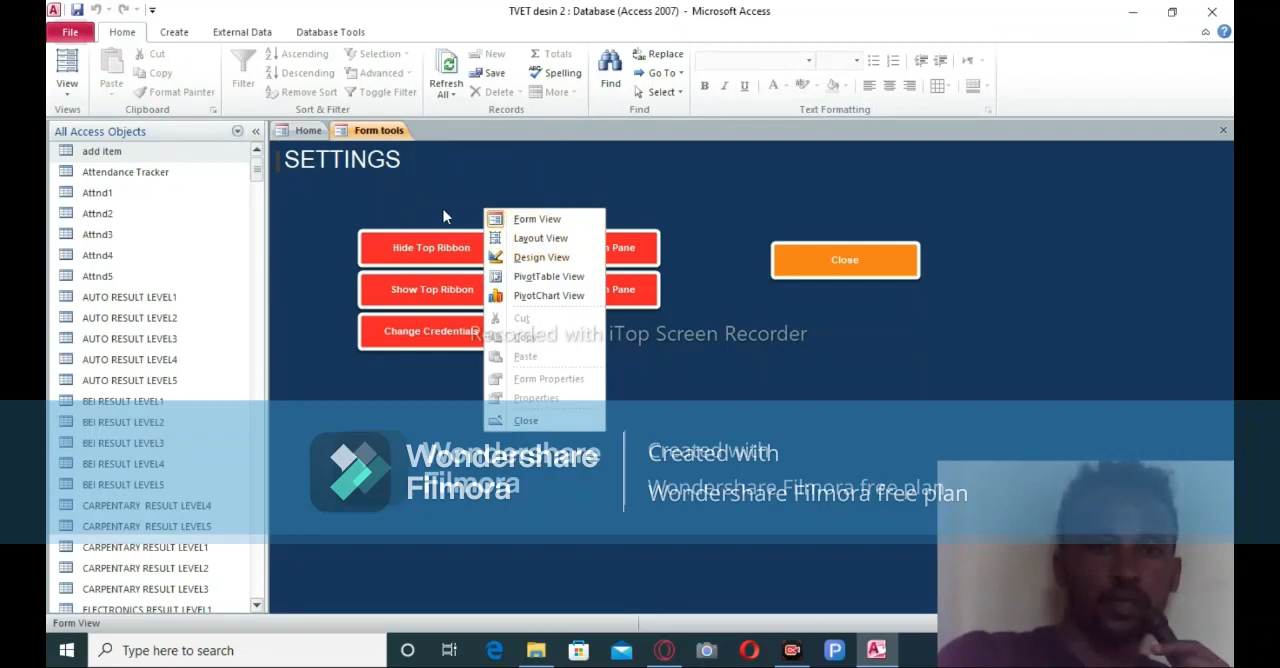 TVET desin 2 : Database (Access 2007) - Microsoft Access
File Home Create External Data Database Tools
View
Views
Paste
Cut
Copy
Format Painter
Clipboard
Filter
Ascending
Descending
Remove Sort
Selection
Advanced
Toggle Filter
Sort & Filter
Refresh
All
New
Save
Delete
Totals
Spelling
More
Records
Find
Replace
Go To
Select
Find
B I U A
Text Formatting
All Access Objects
add item
Attendance Tracker
Attnd1
Attnd2
Attnd3
Attnd4
Attnd5
AUTO RESULT LEVEL1
AUTO RESULT LEVEL2
AUTO RESULT LEVEL3
AUTO RESULT LEVEL4
AUTO RESULT LEVEL5
BEI RESULT LEVEL1
BEI RESULT LEVEL2
BEI RESULT LEVEL3
BEI RESULT LEVEL4
BEI RESULT LEVEL5
CARPENTARY RESULT LEVEL4
CARPENTARY RESULT LEVEL5
CARPENTARY RESULT LEVEL1
CARPENTARY RESULT LEVEL2
CARPENTARY RESULT LEVEL3
ELECTRONICS RESULT LEVEL1
Home Form tools
SETTINGS
Hide Top Ribbon
Show Top Ribbon
Change Credentials
n Pane
n Pane
Close
Form View
Layout View
Design View
PivotTable View
PivotChart View
Cut
Copy
Paste
Form Properties
Properties
Close
Recorded with iTop Screen Recorder
Wondershare
Filmora
Created with
Wondershare Filmora free plan
Form View
Type here to search